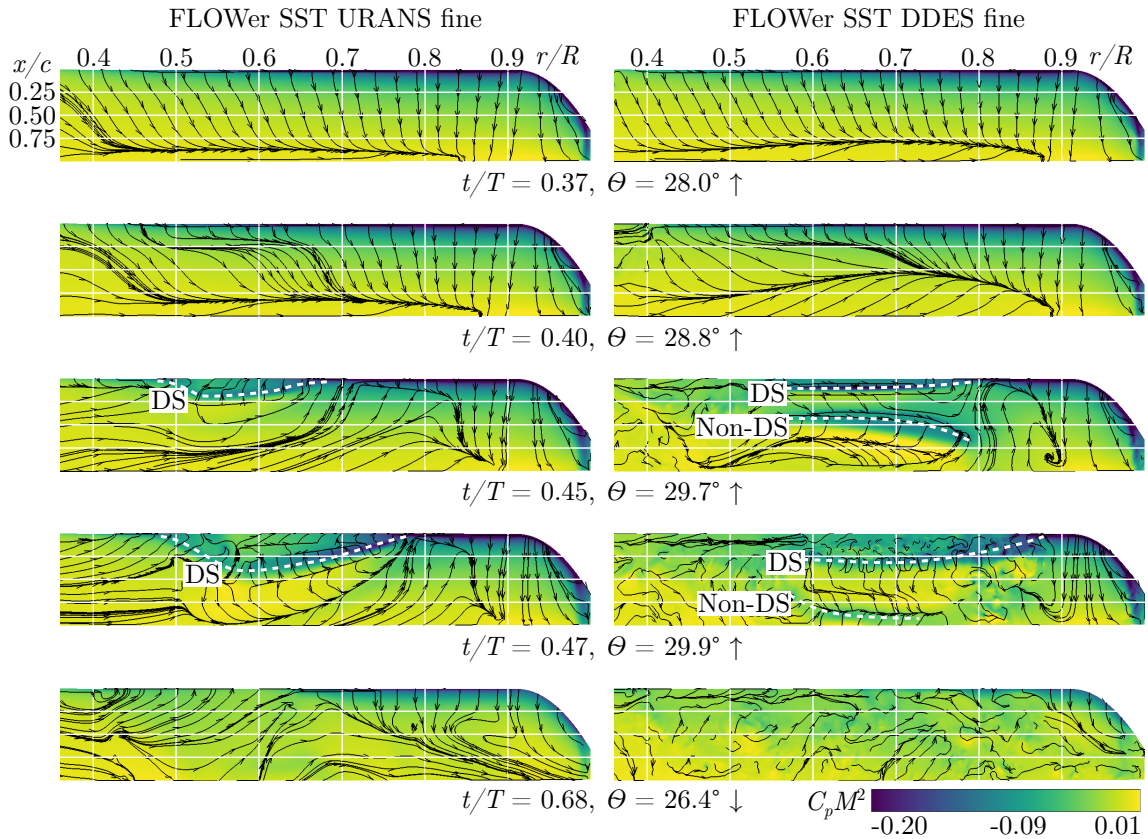 FLOWer SST URANS fine FLOWer SST DDES fine
x/c 0.4 0.5 0.6 0.7 0.8 0.9 r/R 0.4 0.5 0.6 0.7 0.8 0.9 r/R
0.25
0.50
0.75
t/T = 0.37, Θ = 28.0° ↑
t/T = 0.40, Θ = 28.8° ↑
DS DS
Non-DS
t/T = 0.45, Θ = 29.7° ↑
DS DS
Non-DS
t/T = 0.47, Θ = 29.9° ↑
t/T = 0.68, Θ = 26.4° ↓ CₚM²
-0.20 -0.09 0.01